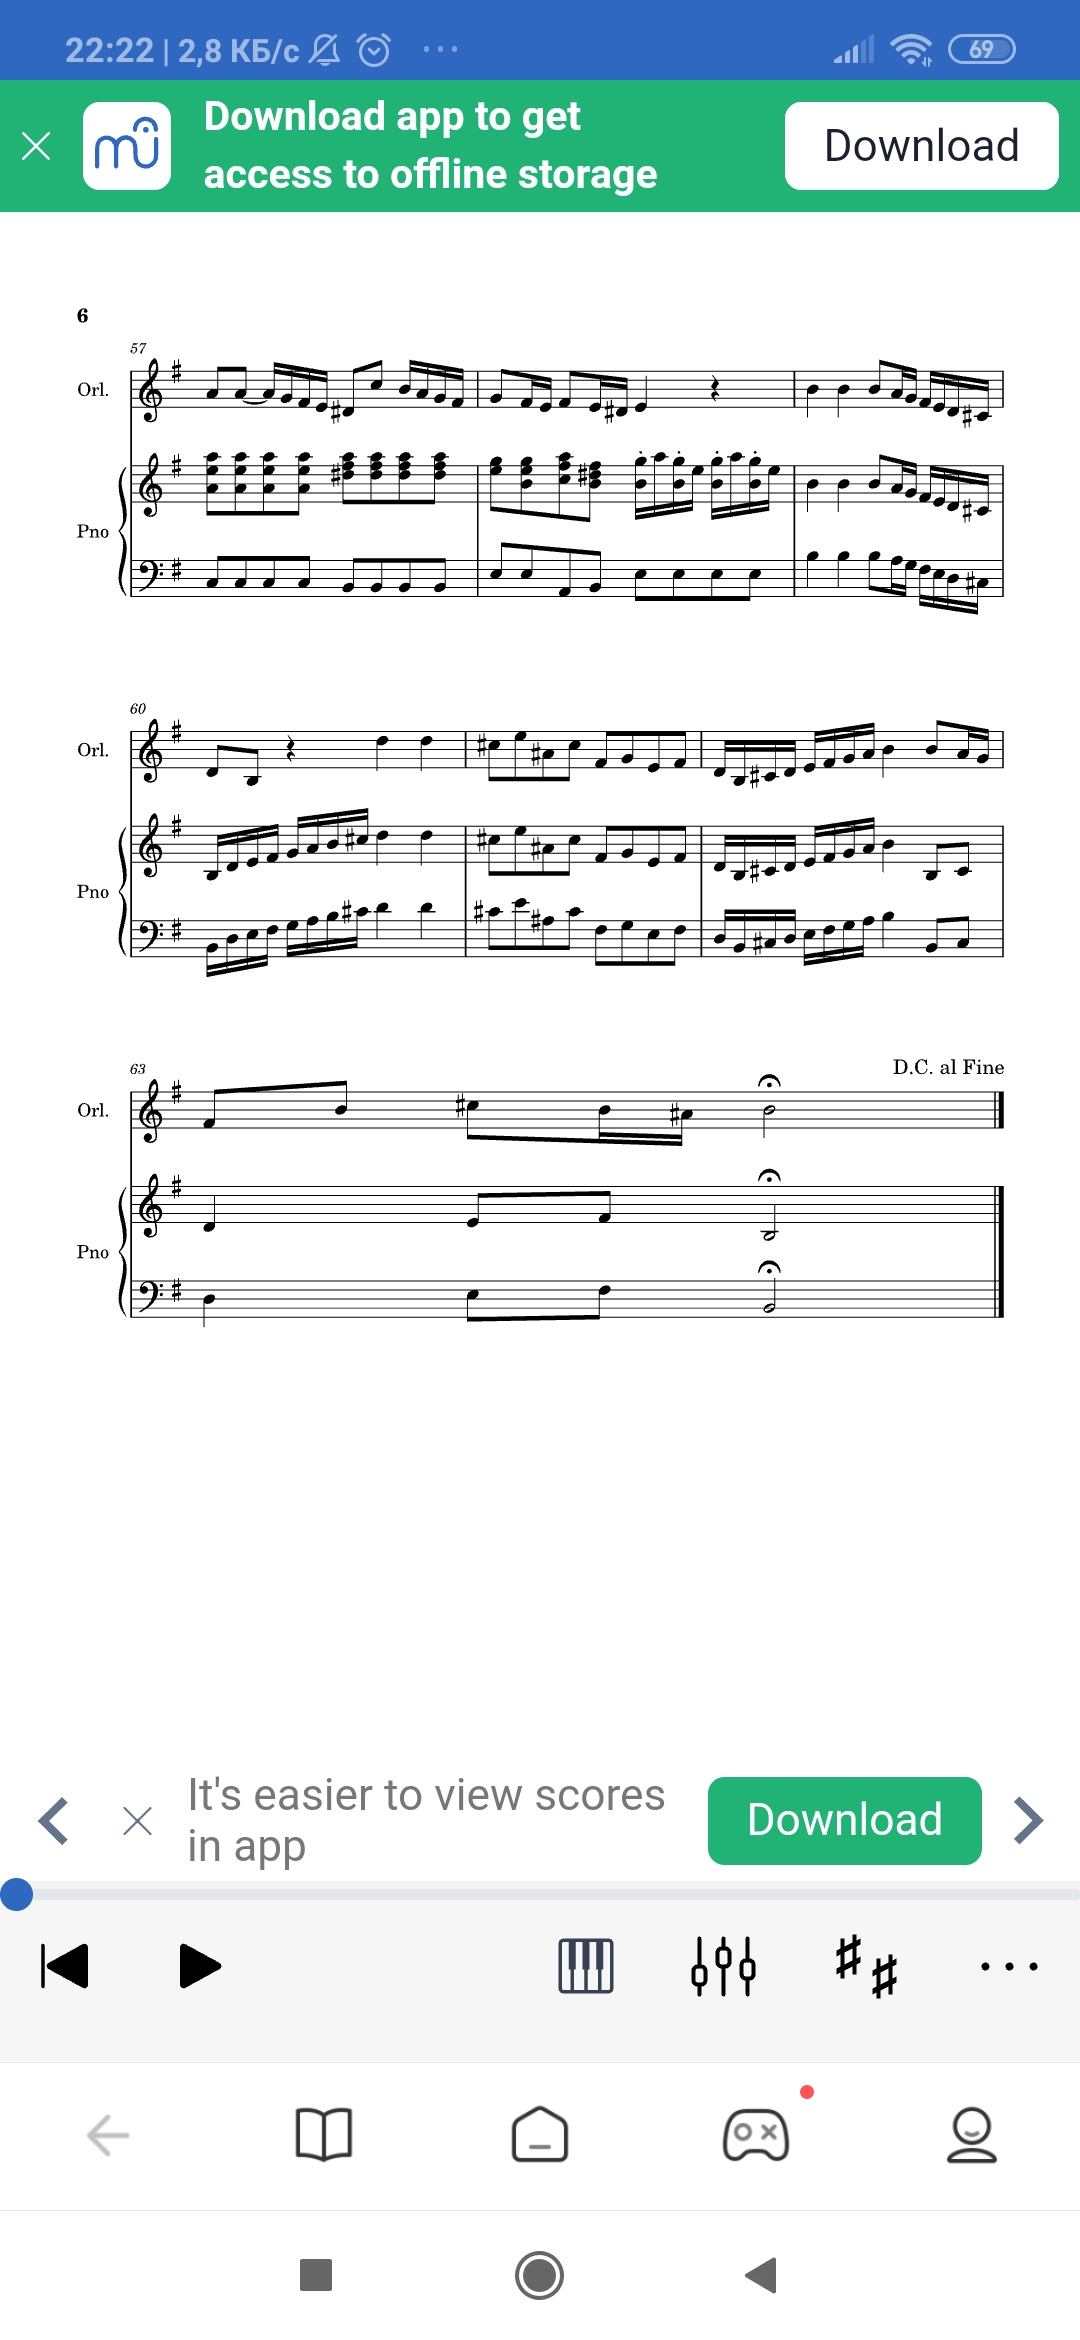 22:22 | 2,8 КБ/с
69
Download app to get
access to offline storage
Download
6
57
Orl.
Pno
60
Orl.
Pno
63
D.C. al Fine
Orl.
Pno
It's easier to view scores
in app
Download